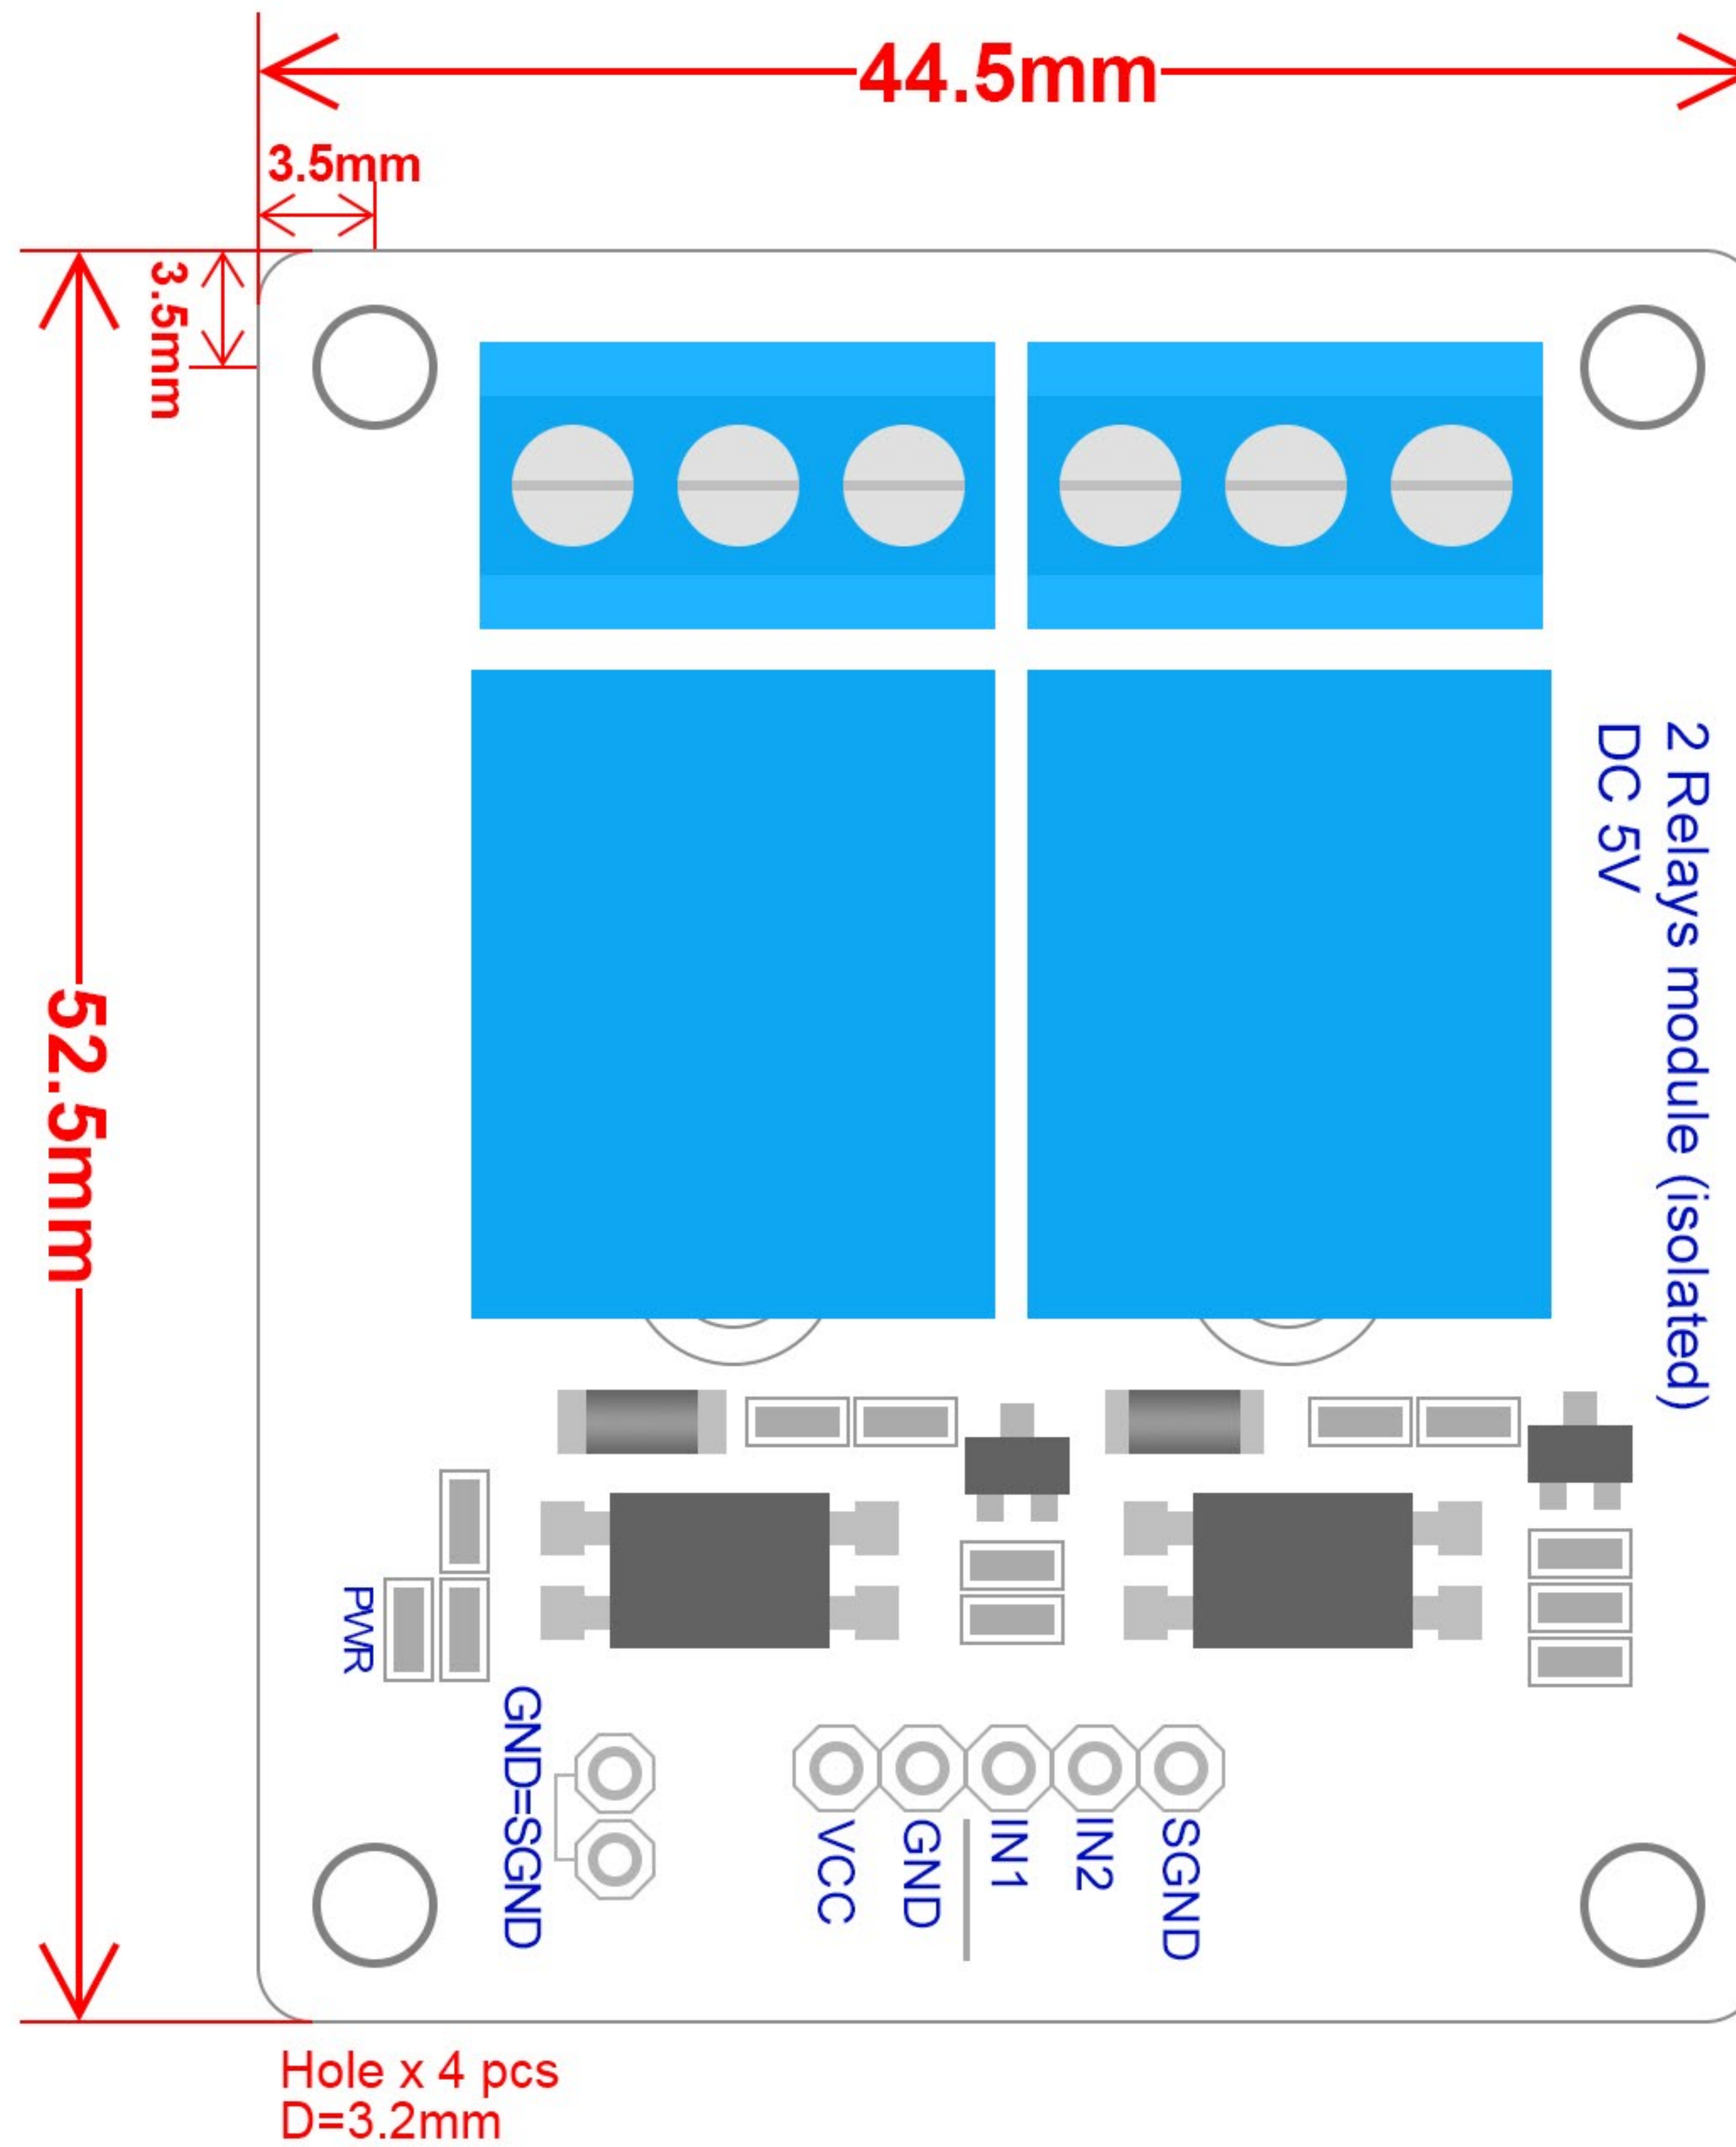 44.5mm
3.5mm
3.5mm
52.5mm
2 Relays module (isolated)
DC 5V
PWR
GND=SGND
VCC
GND
IN1
IN2
SGND
Hole x 4 pcs
D=3.2mm